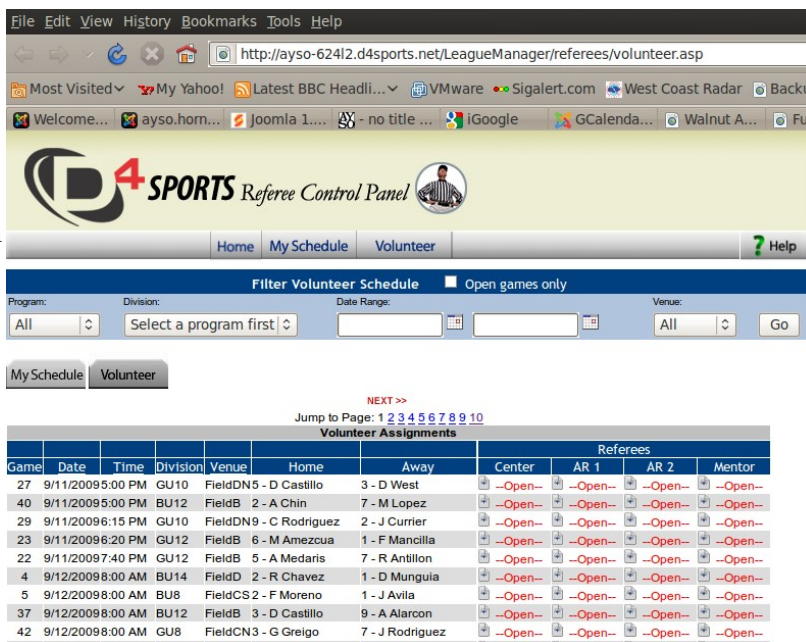 File Edit View History Bookmarks Tools Help
http://ayso-624l2.d4sports.net/LeagueManager/referees/volunteer.asp
Most Visited My Yahoo! Latest BBC Headli... VMware Sigalert.com West Coast Radar Backu
Welcome... ayso.horn... Joomla 1.... - no title ... iGoogle GCalenda... Walnut A... Fu
D4 SPORTS Referee Control Panel
Home My Schedule Volunteer ? Help
Filter Volunteer Schedule Open games only
Program: Division: Date Range: Venue:
All Select a program first All Go
My Schedule Volunteer
NEXT >>
Jump to Page: 1 2 3 4 5 6 7 8 9 10
Volunteer Assignments
Referees
Game Date Time Division Venue Home Away Center AR 1 AR 2 Mentor
27 9/11/2009 5:00 PM GU10 FieldDN 5 - D Castillo 3 - D West --Open-- --Open-- --Open-- --Open--
40 9/11/2009 5:00 PM BU12 FieldB 2 - A Chin 7 - M Lopez --Open-- --Open-- --Open-- --Open--
29 9/11/2009 6:15 PM GU10 FieldDN 9 - C Rodriguez 2 - J Currier --Open-- --Open-- --Open-- --Open--
23 9/11/2009 6:20 PM GU12 FieldB 6 - M Amezcua 1 - F Mancilla --Open-- --Open-- --Open-- --Open--
22 9/11/2009 7:40 PM GU12 FieldB 5 - A Medaris 7 - R Antillon --Open-- --Open-- --Open-- --Open--
4 9/12/2009 8:00 AM BU14 FieldD 2 - R Chavez 1 - D Munguia --Open-- --Open-- --Open-- --Open--
5 9/12/2009 8:00 AM BU8 FieldCS 2 - F Moreno 1 - J Avila --Open-- --Open-- --Open-- --Open--
37 9/12/2009 8:00 AM BU12 FieldB 3 - D Castillo 9 - A Alarcon --Open-- --Open-- --Open-- --Open--
42 9/12/2009 8:00 AM GU8 FieldCN 3 - G Greigo 7 - J Rodriguez --Open-- --Open-- --Open-- --Open--